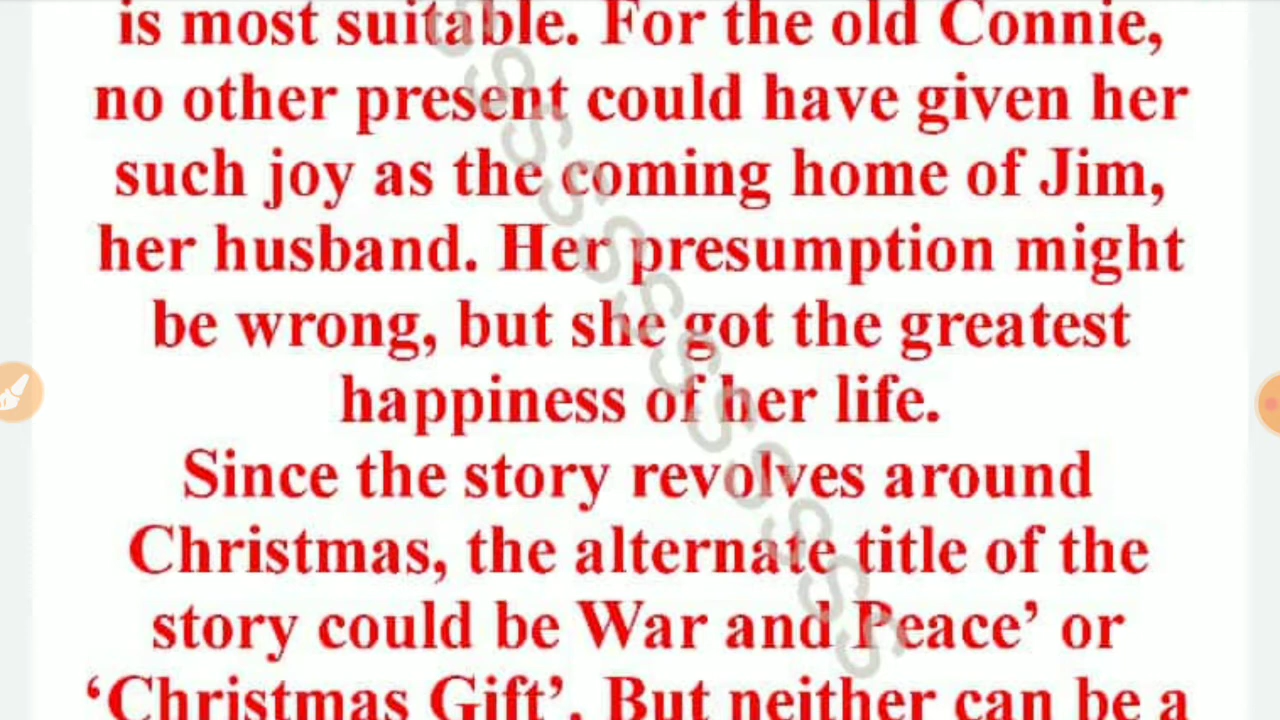 is most suitable. For the old Connie,
no other present could have given her
such joy as the coming home of Jim,
her husband. Her presumption might
be wrong, but she got the greatest
happiness of her life.
Since the story revolves around
Christmas, the alternate title of the
story could be War and Peace’ or
‘Christmas Gift’. But neither can be a
SSSSSSSSSS